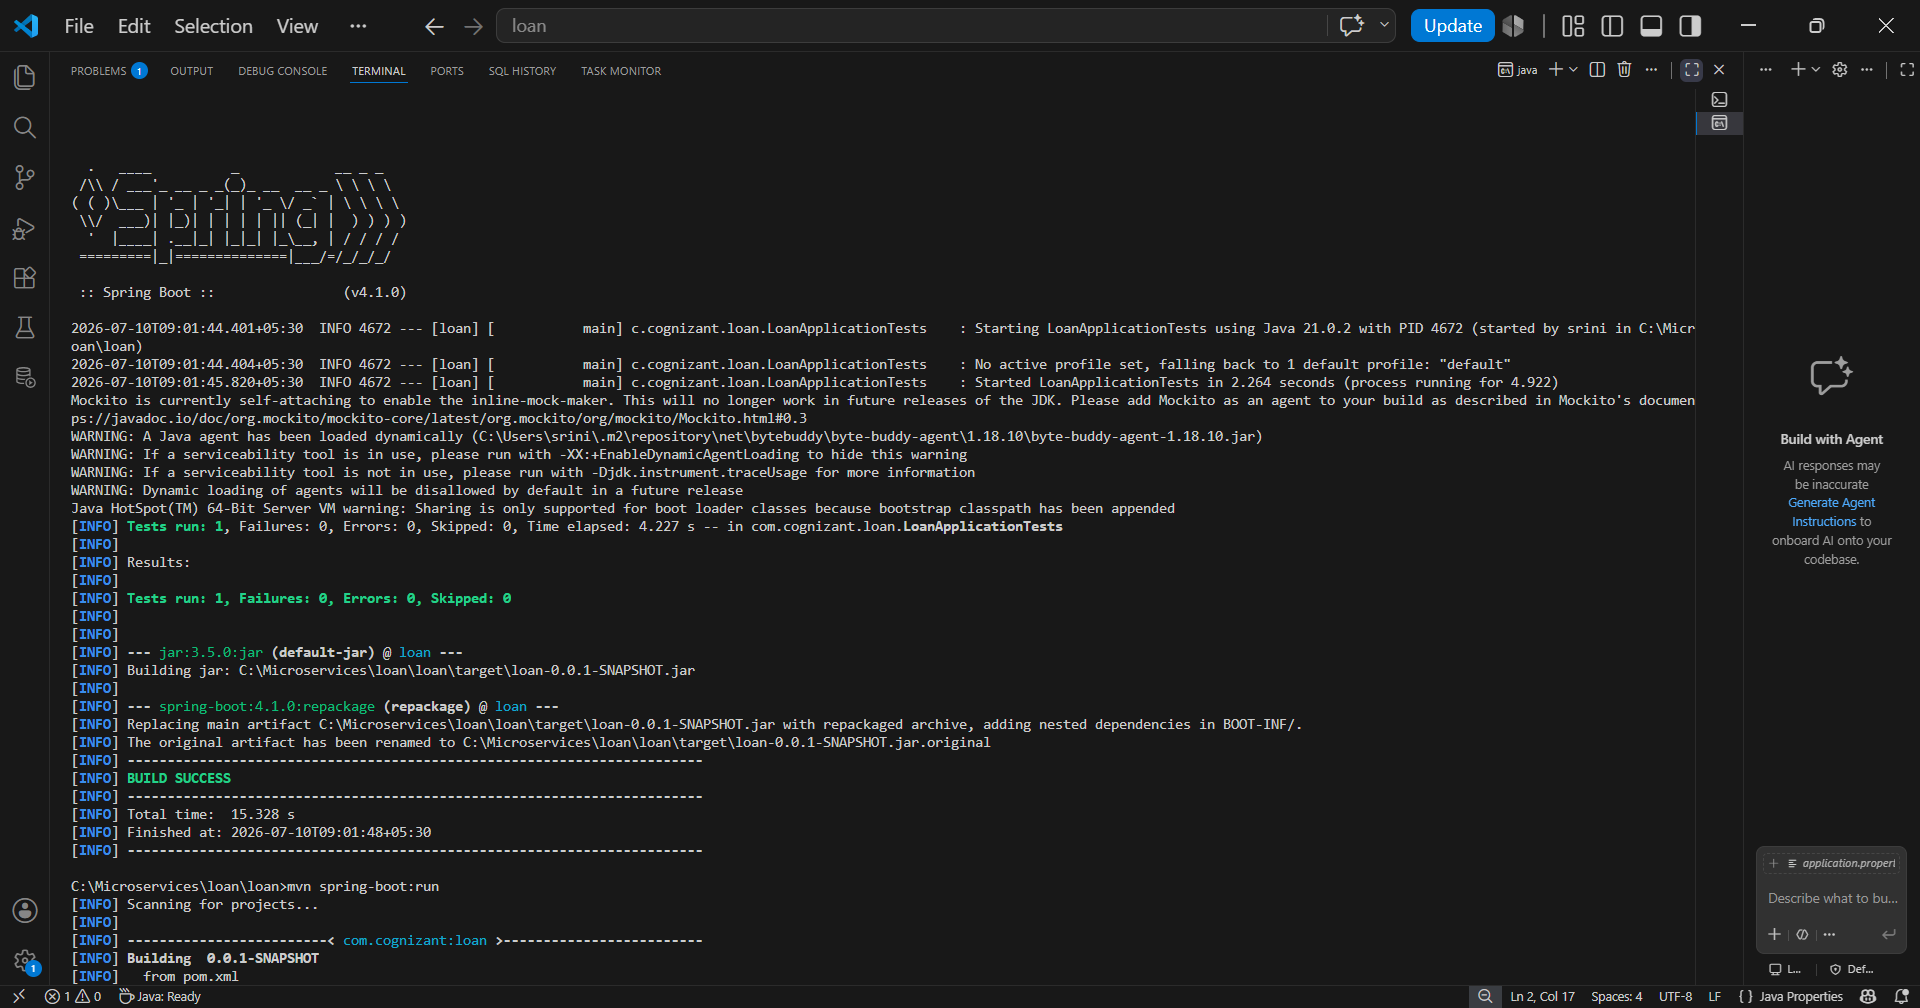 File Edit Selection View ···
loan
Update
PROBLEMS 1 OUTPUT DEBUG CONSOLE TERMINAL PORTS SQL HISTORY TASK MONITOR
java
  .   ____          _            __ _ _
 /\\ / ___'_ __ _ _(_)_ __  __ _ \ \ \ \
( ( )\___ | '_ | '_| | '_ \/ _` | \ \ \ \
 \\/  ___)| |_)| | | | | || (_| |  ) ) ) )
  '  |____| .__|_| |_|_| |_\__, | / / / /
 =========|_|==============|___/=/_/_/_/
 :: Spring Boot ::                (v4.1.0)
2026-07-10T09:01:44.401+05:30  INFO 4672 --- [loan] [           main] c.cognizant.loan.LoanApplicationTests    : Starting LoanApplicationTests using Java 21.0.2 with PID 4672 (started by srini in C:\Micr
oan\loan)
2026-07-10T09:01:44.404+05:30  INFO 4672 --- [loan] [           main] c.cognizant.loan.LoanApplicationTests    : No active profile set, falling back to 1 default profile: "default"
2026-07-10T09:01:45.820+05:30  INFO 4672 --- [loan] [           main] c.cognizant.loan.LoanApplicationTests    : Started LoanApplicationTests in 2.264 seconds (process running for 4.922)
Mockito is currently self-attaching to enable the inline-mock-maker. This will no longer work in future releases of the JDK. Please add Mockito as an agent to your build as described in Mockito's documen
ps://javadoc.io/doc/org.mockito/mockito-core/latest/org.mockito/org/mockito/Mockito.html#0.3
WARNING: A Java agent has been loaded dynamically (C:\Users\srini\.m2\repository\net\bytebuddy\byte-buddy-agent\1.18.10\byte-buddy-agent-1.18.10.jar)
WARNING: If a serviceability tool is in use, please run with -XX:+EnableDynamicAgentLoading to hide this warning
WARNING: If a serviceability tool is not in use, please run with -Djdk.instrument.traceUsage for more information
WARNING: Dynamic loading of agents will be disallowed by default in a future release
Java HotSpot(TM) 64-Bit Server VM warning: Sharing is only supported for boot loader classes because bootstrap classpath has been appended
[INFO] Tests run: 1, Failures: 0, Errors: 0, Skipped: 0, Time elapsed: 4.227 s -- in com.cognizant.loan.LoanApplicationTests
[INFO]
[INFO] Results:
[INFO]
[INFO] Tests run: 1, Failures: 0, Errors: 0, Skipped: 0
[INFO]
[INFO]
[INFO] --- jar:3.5.0:jar (default-jar) @ loan ---
[INFO] Building jar: C:\Microservices\loan\loan\target\loan-0.0.1-SNAPSHOT.jar
[INFO]
[INFO] --- spring-boot:4.1.0:repackage (repackage) @ loan ---
[INFO] Replacing main artifact C:\Microservices\loan\loan\target\loan-0.0.1-SNAPSHOT.jar with repackaged archive, adding nested dependencies in BOOT-INF/.
[INFO] The original artifact has been renamed to C:\Microservices\loan\loan\target\loan-0.0.1-SNAPSHOT.jar.original
[INFO] ------------------------------------------------------------------------
[INFO] BUILD SUCCESS
[INFO] ------------------------------------------------------------------------
[INFO] Total time:  15.328 s
[INFO] Finished at: 2026-07-10T09:01:48+05:30
[INFO] ------------------------------------------------------------------------
C:\Microservices\loan\loan>mvn spring-boot:run
[INFO] Scanning for projects...
[INFO]
[INFO] -------------------------< com.cognizant:loan >-------------------------
[INFO] Building  0.0.1-SNAPSHOT
[INFO]   from pom.xml
Build with Agent
AI responses may
be inaccurate
Generate Agent
Instructions to
onboard AI onto your
codebase.
application.propert
Describe what to bu...
L...
Def...
1
1 0 Java: Ready
Ln 2, Col 17 Spaces: 4 UTF-8 LF { } Java Properties